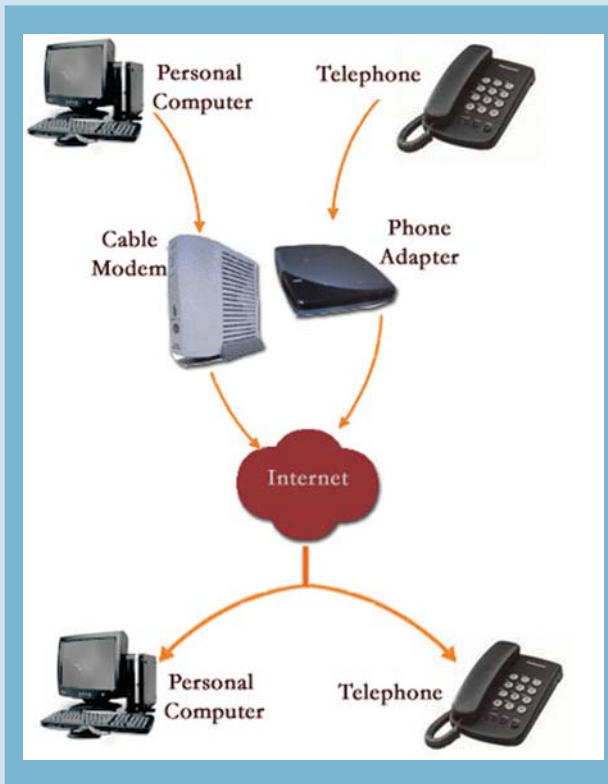 Personal
Computer
Telephone
Cable
Modem
Phone
Adapter
Internet
Personal
Computer
Telephone